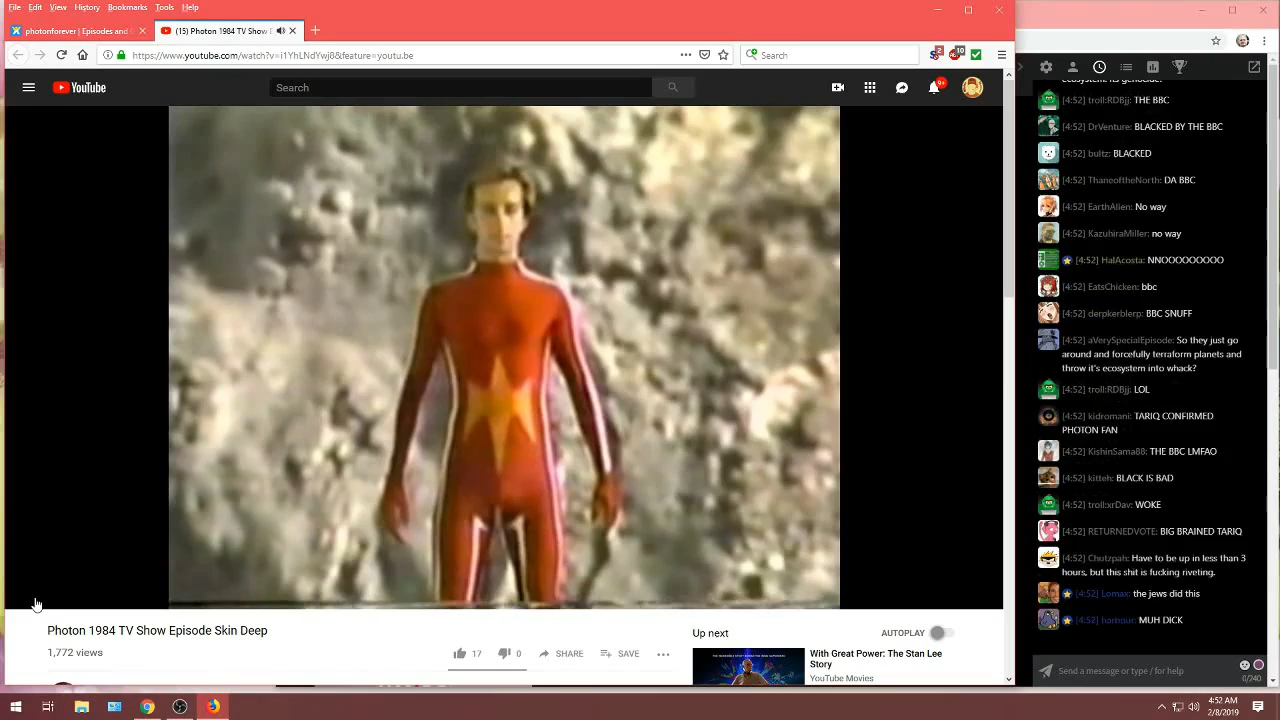 File Edit View History Bookmarks Tools Help
photonforever | Episodes and
(15) Photon 1984 TV Show E
https://www.youtube.com/watch?v=i1YhLNdYwj8&feature=youtu.be
Search
2
10
YouTube
Search
9+
Photon 1984 TV Show Episode Skin Deep
1,772 views
17
0
SHARE
SAVE
Up next
AUTOPLAY
With Great Power: The Stan Lee
Story
YouTube Movies
[4:52] troll:RDBjj: THE BBC
[4:52] DrVenture: BLACKED BY THE BBC
[4:52] bultz: BLACKED
[4:52] ThaneoftheNorth: DA BBC
[4:52] EarthAlien: No way
[4:52] KazuhiraMiller: no way
[4:52] HalAcosta: NNOOOOOOOOO
[4:52] EatsChicken: bbc
[4:52] derpkerblerp: BBC SNUFF
[4:52] aVerySpecialEpisode: So they just go
around and forcefully terraform planets and
throw it's ecosystem into whack?
[4:52] troll:RDBjj: LOL
[4:52] kidromani: TARIQ CONFIRMED
PHOTON FAN
[4:52] KishinSama88: THE BBC LMFAO
[4:52] kitteh: BLACK IS BAD
[4:52] troll:xrDav: WOKE
[4:52] RETURNEDVOTE: BIG BRAINED TARIQ
[4:52] Chutzpah: Have to be up in less than 3
hours, but this shit is fucking riveting.
[4:52] Lomax: the jews did this
[4:52] harbour: MUH DICK
Send a message or type / for help
0/240
4:52 AM
2/28/2019